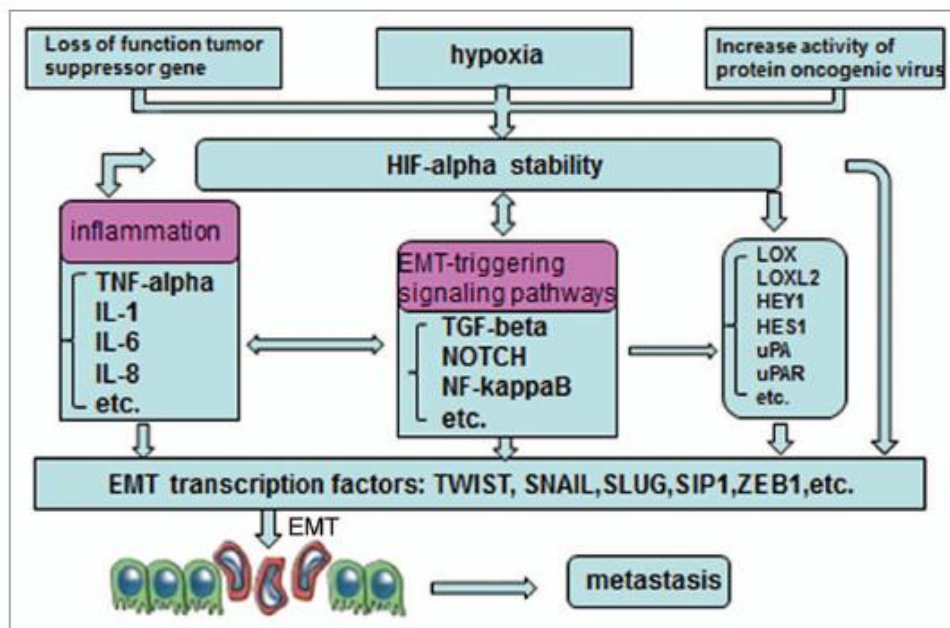 Loss of function tumor
suppressor gene
hypoxia
Increase activity of
protein oncogenic virus
HIF-alpha stability
inflammation
TNF-alpha
IL-1
IL-6
IL-8
etc.
EMT-triggering
signaling pathways
TGF-beta
NOTCH
NF-kappaB
etc.
LOX
LOXL2
HEY1
HES1
uPA
uPAR
etc.
EMT transcription factors: TWIST, SNAIL,SLUG,SIP1,ZEB1,etc.
EMT
metastasis